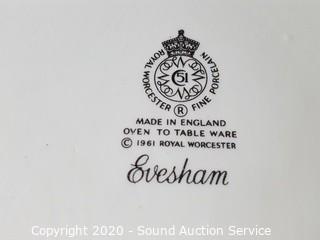 ROYAL WORCESTER FINE PORCELAIN
51
®
MADE IN ENGLAND
OVEN TO TABLE WARE
© 1961 ROYAL WORCESTER
Evesham
Copyright 2020 - Sound Auction Service